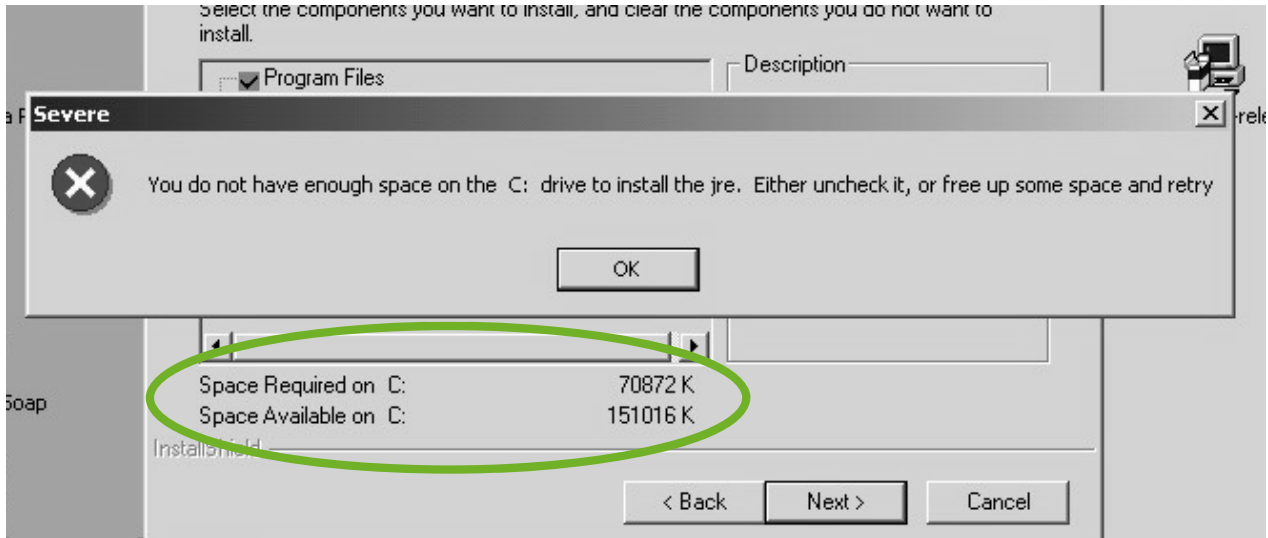 Select the components you want to install, and clear the components you do not want to
install.
Program Files
Description
Severe
You do not have enough space on the C: drive to install the jre. Either uncheck it, or free up some space and retry
OK
Space Required on C: 70872 K
Space Available on C: 151016 K
InstallShield
< Back
Next >
Cancel
Soap